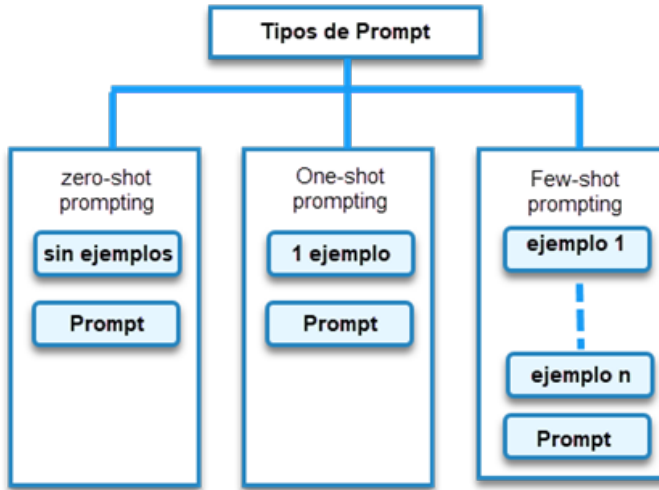 Tipos de Prompt
zero-shot
prompting
sin ejemplos
Prompt
One-shot
prompting
1 ejemplo
Prompt
Few-shot
prompting
ejemplo 1
ejemplo n
Prompt